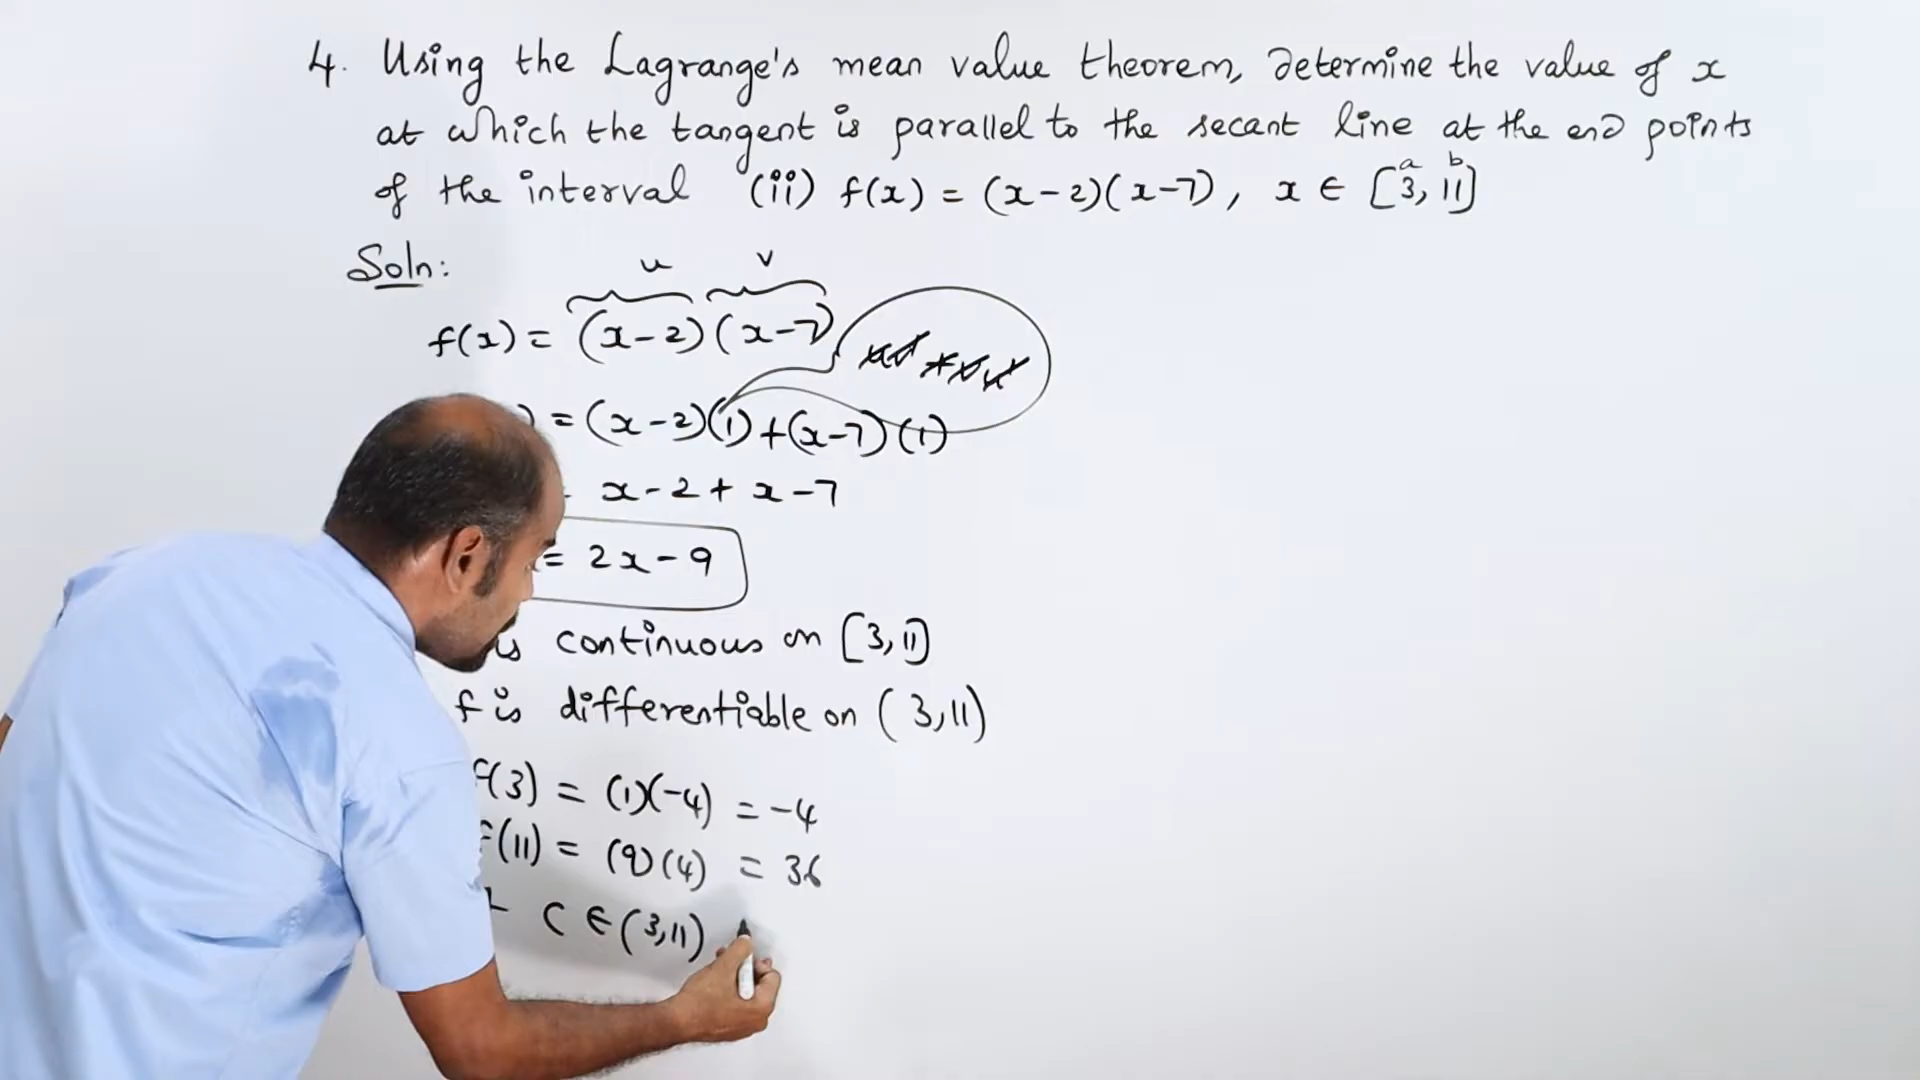 4. Using the Lagrange's mean value theorem, determine the value of x
at which the tangent is parallel to the secant line at the end points
a b
of the interval (ii) f(x) = (x-2)(x-7), x ∈ [3, 11]
Soln:
u v
f(x) = (x-2)(x-7)
) = (x-2)(1)+(x-7)(1)
x-2+x-7
= 2x-9
is continuous on [3,11]
f is differentiable on (3,11)
f(3) = (1)(-4) = -4
f(11) = (9)(4) = 36
c ∈ (3,11)